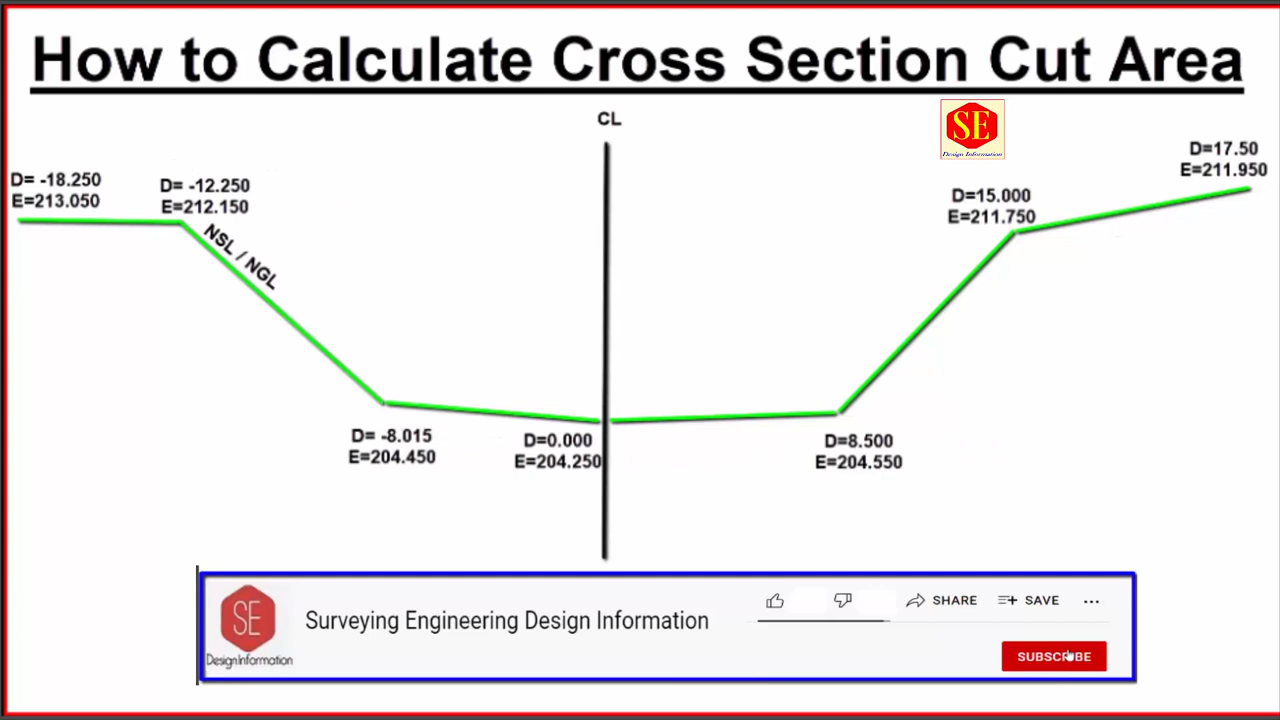 How to Calculate Cross Section Cut Area
CL
SE
Design Information
D= -18.250
E=213.050
D= -12.250
E=212.150
NSL / NGL
D= -8.015
E=204.450
D=0.000
E=204.250
D=8.500
E=204.550
D=15.000
E=211.750
D=17.50
E=211.950
SE
DesignInformation
Surveying Engineering Design Information
SHARE
SAVE
...
SUBSCRIBE